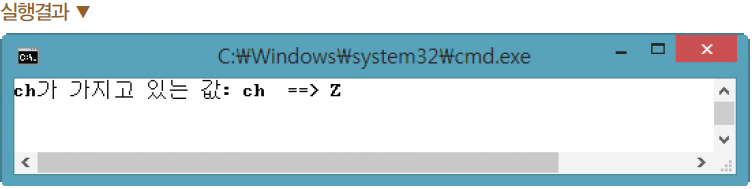 실행결과 ▼
C:₩Windows₩system32₩cmd.exe
ch가 가지고 있는 값: ch  ==> Z